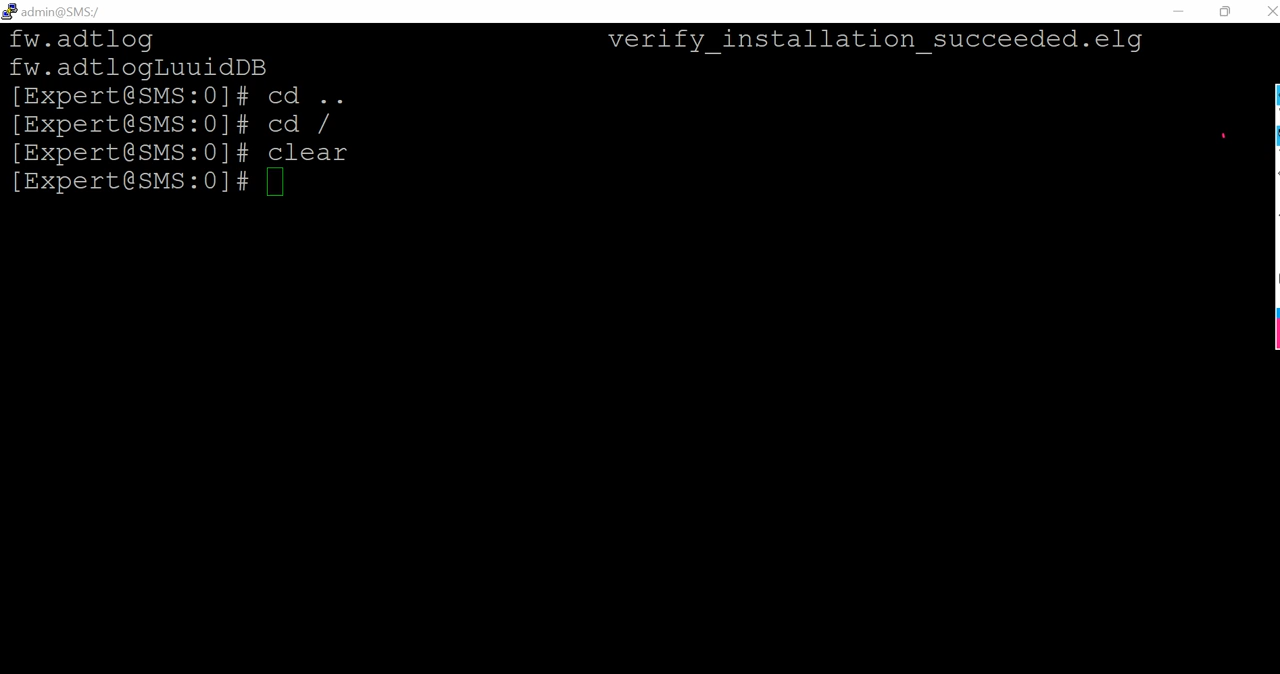 admin@SMS:/
fw.adtlog verify_installation_succeeded.elg
fw.adtlogLuuidDB
[Expert@SMS:0]# cd ..
[Expert@SMS:0]# cd /
[Expert@SMS:0]# clear
[Expert@SMS:0]#